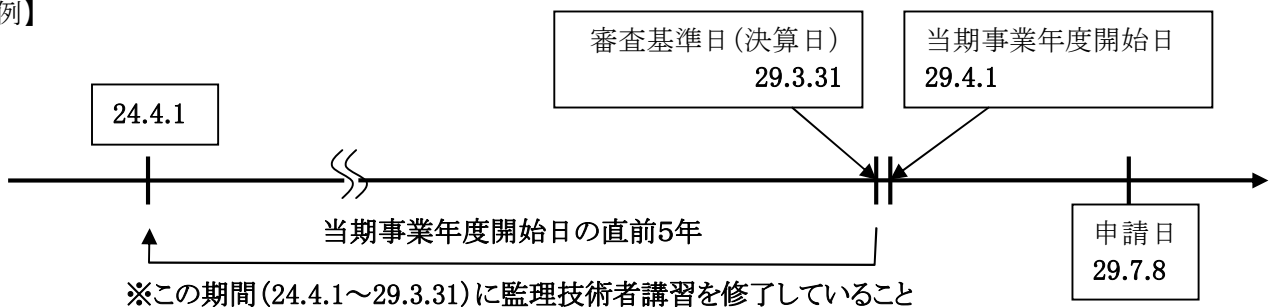 例】
審査基準日(決算日)
29.3.31
当期事業年度開始日
29.4.1
24.4.1
当期事業年度開始日の直前5年
申請日
29.7.8
※この期間(24.4.1～29.3.31)に監理技術者講習を修了していること